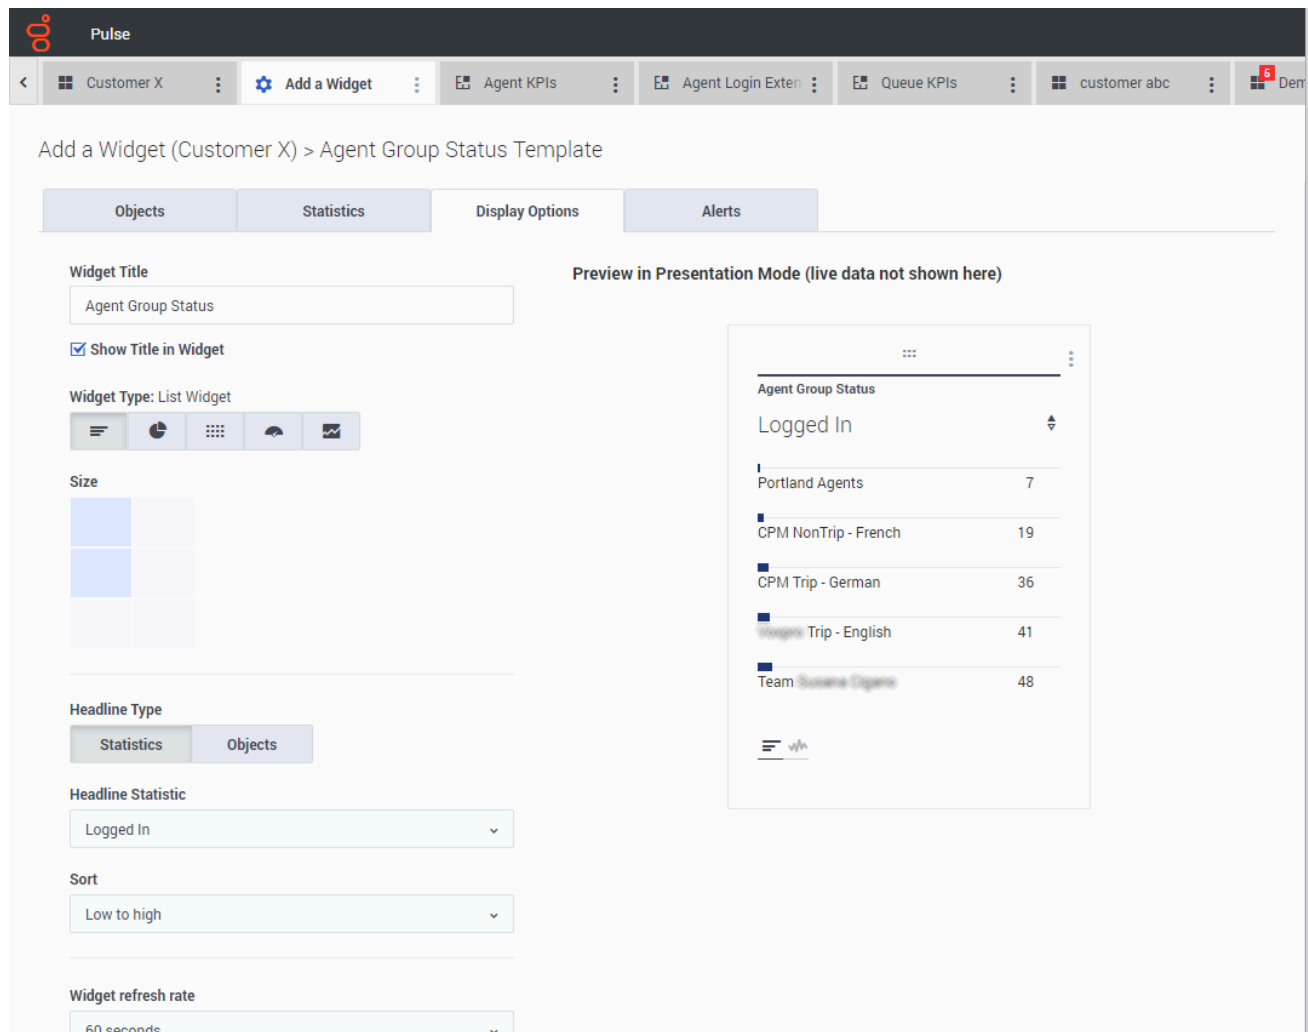 Pulse
Customer X
Add a Widget
Agent KPIs
Agent Login Exten
Queue KPIs
customer abc
5
Dem
Add a Widget (Customer X) > Agent Group Status Template
Objects
Statistics
Display Options
Alerts
Widget Title
Agent Group Status
Show Title in Widget
Widget Type: List Widget
Size
Headline Type
Statistics
Objects
Headline Statistic
Logged In
Sort
Low to high
Widget refresh rate
60 seconds
Preview in Presentation Mode (live data not shown here)
Agent Group Status
Logged In
Portland Agents 7
CPM NonTrip - French 19
CPM Trip - German 36
Trip - English 41
Team 48